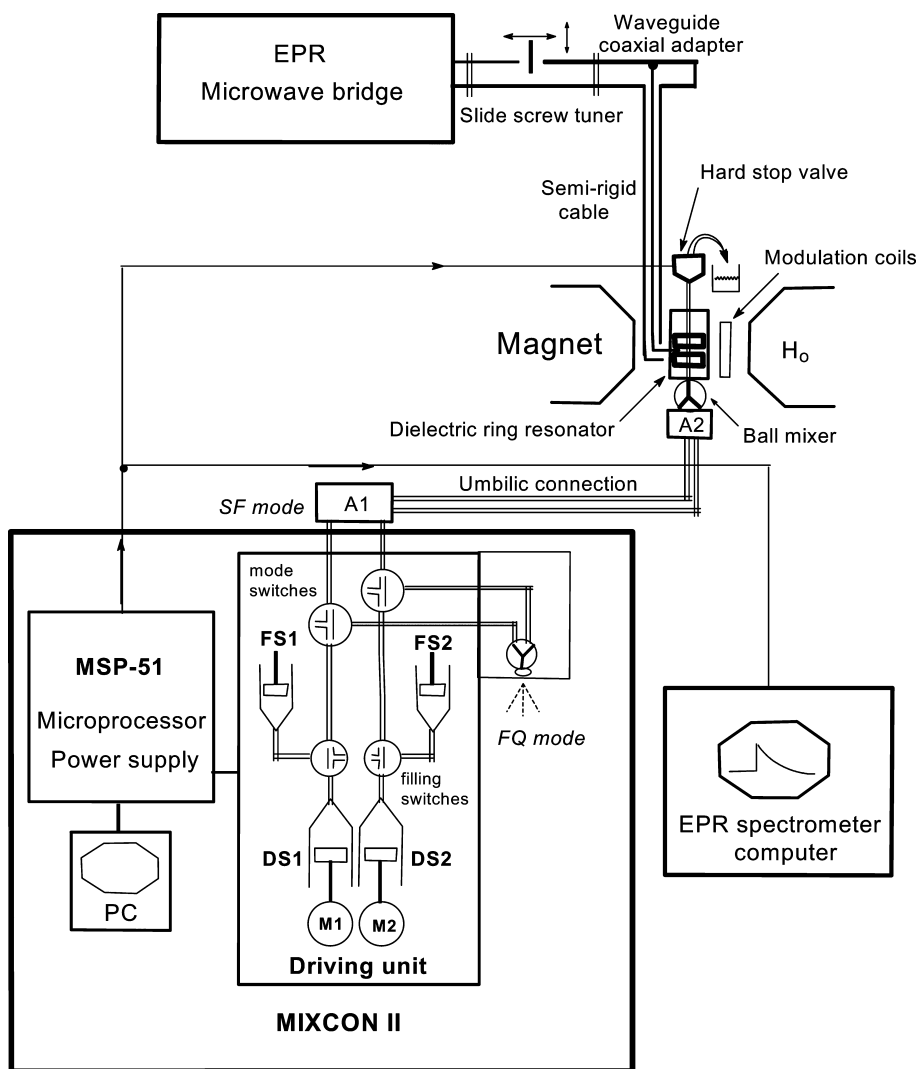 Waveguide
coaxial adapter
EPR
Microwave bridge
Slide screw tuner
Hard stop valve
Semi-rigid
cable
Modulation coils
Magnet
Ho
Dielectric ring resonator
A2
Ball mixer
Umbilic connection
SF mode
A1
mode
switches
FS1
FS2
MSP-51
Microprocessor
Power supply
FQ mode
filling
switches
EPR spectrometer
computer
DS1
DS2
PC
M1
M2
Driving unit
MIXCON II